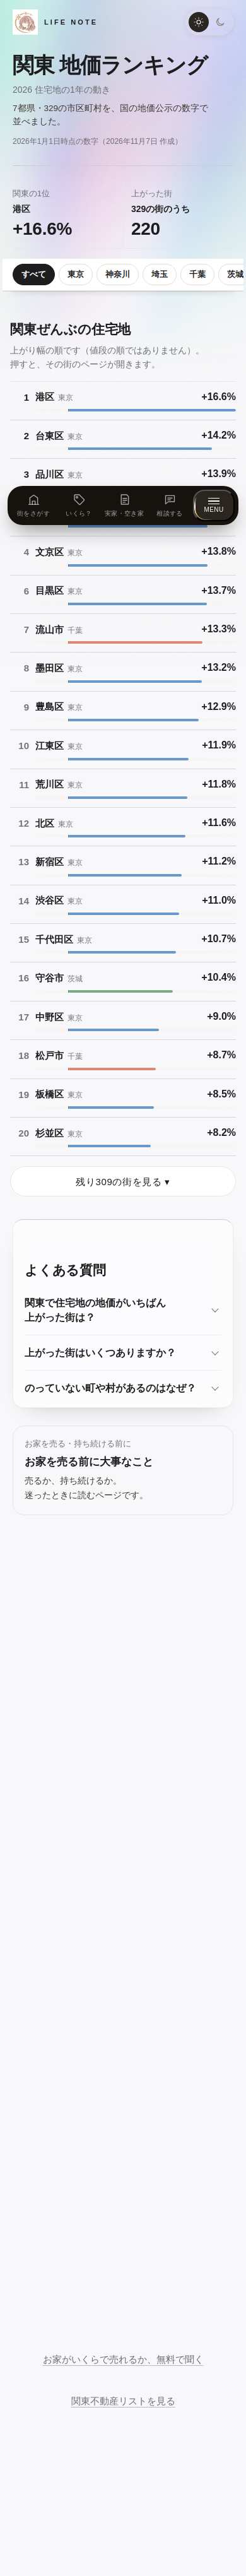 LIFE NOTE
関東 地価ランキング
2026 住宅地の1年の動き
7都県・329の市区町村を、国の地価公示の数字で
並べました。
2026年1月1日時点の数字（2026年11月7日 作成）
関東の1位
港区
+16.6%
上がった街
329の街のうち
220
すべて 東京 神奈川 埼玉 千葉 茨城
関東ぜんぶの住宅地
上がり幅の順です（値段の順ではありません）。
押すと、その街のページが開きます。
1 港区 東京 +16.6%
2 台東区 東京 +14.2%
3 品川区 東京 +13.9%
街をさがす いくら？ 実家・空き家 相談する MENU
4 文京区 東京 +13.8%
6 目黒区 東京 +13.7%
7 流山市 千葉 +13.3%
8 墨田区 東京 +13.2%
9 豊島区 東京 +12.9%
10 江東区 東京 +11.9%
11 荒川区 東京 +11.8%
12 北区 東京 +11.6%
13 新宿区 東京 +11.2%
14 渋谷区 東京 +11.0%
15 千代田区 東京 +10.7%
16 守谷市 茨城 +10.4%
17 中野区 東京 +9.0%
18 松戸市 千葉 +8.7%
19 板橋区 東京 +8.5%
20 杉並区 東京 +8.2%
残り309の街を見る ▾
よくある質問
関東で住宅地の地価がいちばん
上がった街は？
上がった街はいくつありますか？
のっていない町や村があるのはなぜ？
お家を売る・持ち続ける前に
お家を売る前に大事なこと
売るか、持ち続けるか。
迷ったときに読むページです。
お家がいくらで売れるか、無料で聞く
関東不動産リストを見る